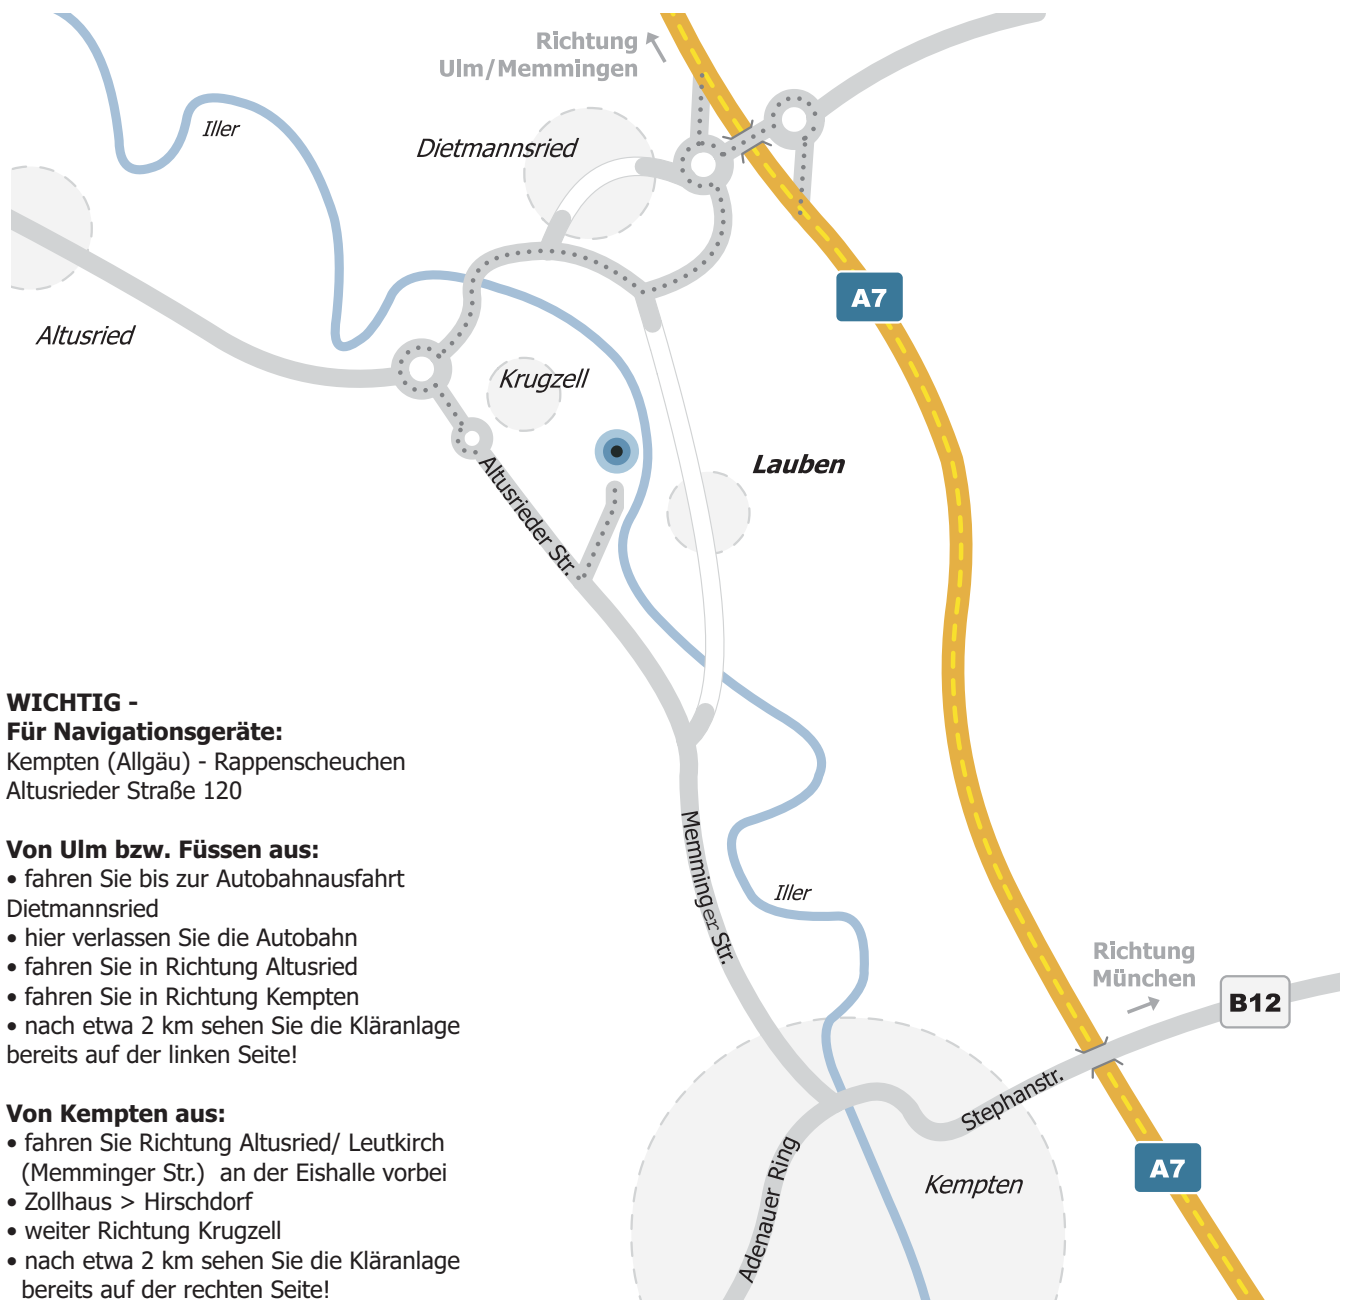 Richtung
Ulm/Memmingen
Iller
Dietmannsried
A7
Altusried
Krugzell
Lauben
Altusrieder Str.
WICHTIG -
Für Navigationsgeräte:
Kempten (Allgäu) - Rappenscheuchen
Altusrieder Straße 120
Von Ulm bzw. Füssen aus:
• fahren Sie bis zur Autobahnausfahrt
Dietmannsried
• hier verlassen Sie die Autobahn
• fahren Sie in Richtung Altusried
• fahren Sie in Richtung Kempten
• nach etwa 2 km sehen Sie die Kläranlage
bereits auf der linken Seite!
Von Kempten aus:
• fahren Sie Richtung Altusried/ Leutkirch
(Memminger Str.)  an der Eishalle vorbei
• Zollhaus > Hirschdorf
• weiter Richtung Krugzell
• nach etwa 2 km sehen Sie die Kläranlage
bereits auf der rechten Seite!
Memminger Str.
Iller
Richtung
München
B12
Stephanstr.
Adenauer Ring
Kempten
A7